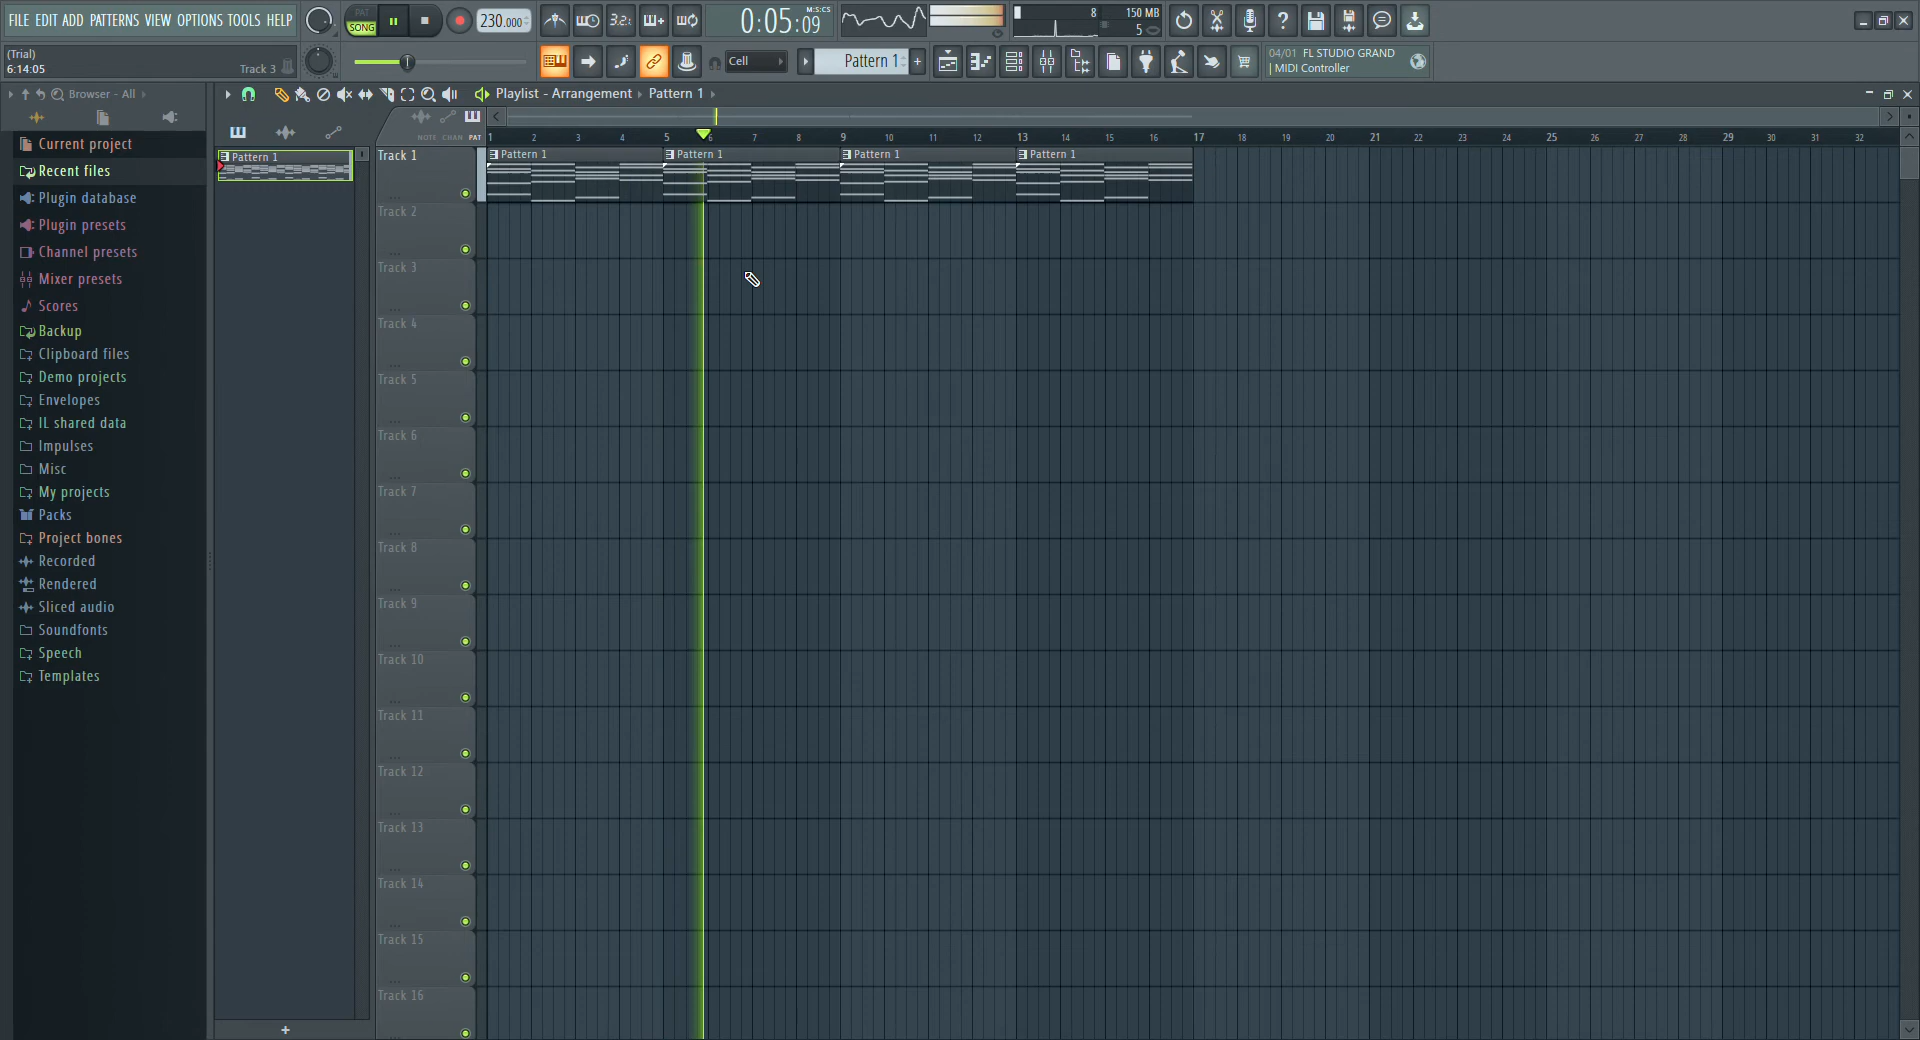 FILE EDIT ADD PATTERNS VIEW OPTIONS TOOLS HELP
PAT
SONG
230.000
3.2.
0:05:09
M:S:CS
8
150 MB
5
(Trial)
6:14:05
Track 3
Cell
Pattern 1
+
04/01 FL STUDIO GRAND
| MIDI Controller
Browser - All
Playlist - Arrangement
Pattern 1
NOTE CHAN PAT
1 2 3 4 5 6 7 8 9 10 11 12 13 14 15 16 17 18 19 20 21 22 23 24 25 26 27 28 29 30 31 32
Current project
Recent files
Plugin database
Plugin presets
Channel presets
Mixer presets
Scores
Backup
Clipboard files
Demo projects
Envelopes
IL shared data
Impulses
Misc
My projects
Packs
Project bones
Recorded
Rendered
Sliced audio
Soundfonts
Speech
Templates
Pattern 1
+
Track 1
Pattern 1
Pattern 1
Pattern 1
Pattern 1
Track 2
Track 3
Track 4
Track 5
Track 6
Track 7
Track 8
Track 9
Track 10
Track 11
Track 12
Track 13
Track 14
Track 15
Track 16